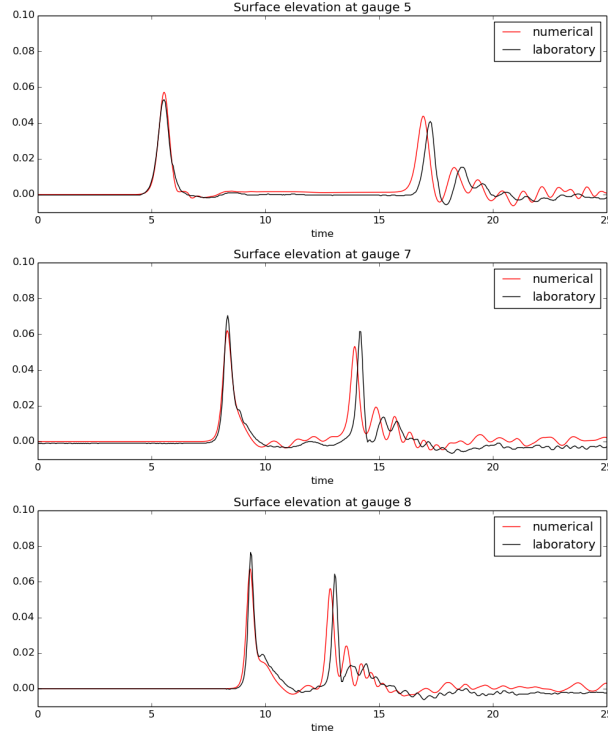 Surface elevation at gauge 5
0.10
0.08
0.06
0.04
0.02
0.00
numerical
laboratory
0 5 10 15 20 25
time
Surface elevation at gauge 7
0.10
0.08
0.06
0.04
0.02
0.00
numerical
laboratory
0 5 10 15 20 25
time
Surface elevation at gauge 8
0.10
0.08
0.06
0.04
0.02
0.00
numerical
laboratory
0 5 10 15 20 25
time